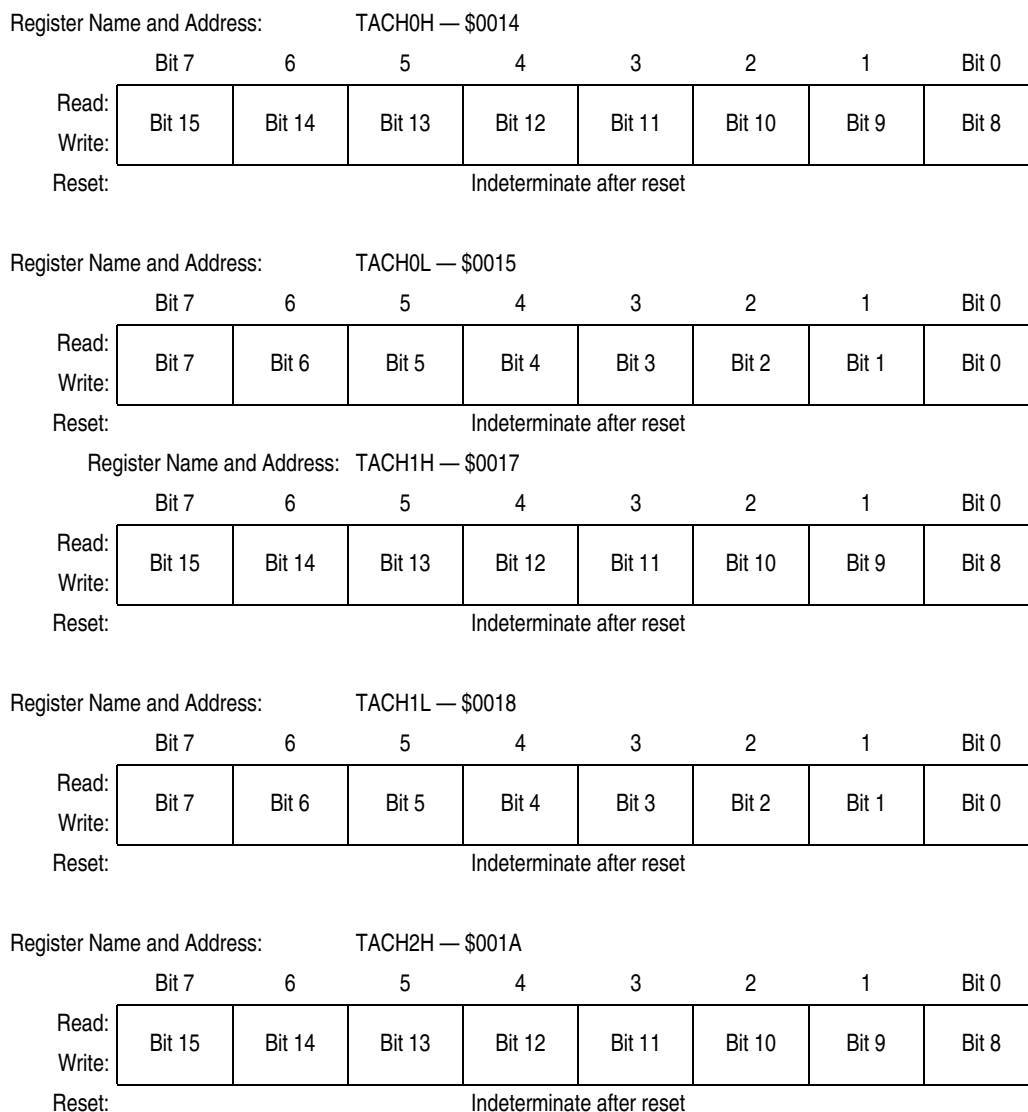 Register Name and Address: TACH0H — $0014
Bit 7 6 5 4 3 2 1 Bit 0
Read:
Bit 15 Bit 14 Bit 13 Bit 12 Bit 11 Bit 10 Bit 9 Bit 8
Write:
Reset: Indeterminate after reset
Register Name and Address: TACH0L — $0015
Bit 7 6 5 4 3 2 1 Bit 0
Read:
Bit 7 Bit 6 Bit 5 Bit 4 Bit 3 Bit 2 Bit 1 Bit 0
Write:
Reset: Indeterminate after reset
Register Name and Address: TACH1H — $0017
Bit 7 6 5 4 3 2 1 Bit 0
Read:
Bit 15 Bit 14 Bit 13 Bit 12 Bit 11 Bit 10 Bit 9 Bit 8
Write:
Reset: Indeterminate after reset
Register Name and Address: TACH1L — $0018
Bit 7 6 5 4 3 2 1 Bit 0
Read:
Bit 7 Bit 6 Bit 5 Bit 4 Bit 3 Bit 2 Bit 1 Bit 0
Write:
Reset: Indeterminate after reset
Register Name and Address: TACH2H — $001A
Bit 7 6 5 4 3 2 1 Bit 0
Read:
Bit 15 Bit 14 Bit 13 Bit 12 Bit 11 Bit 10 Bit 9 Bit 8
Write:
Reset: Indeterminate after reset